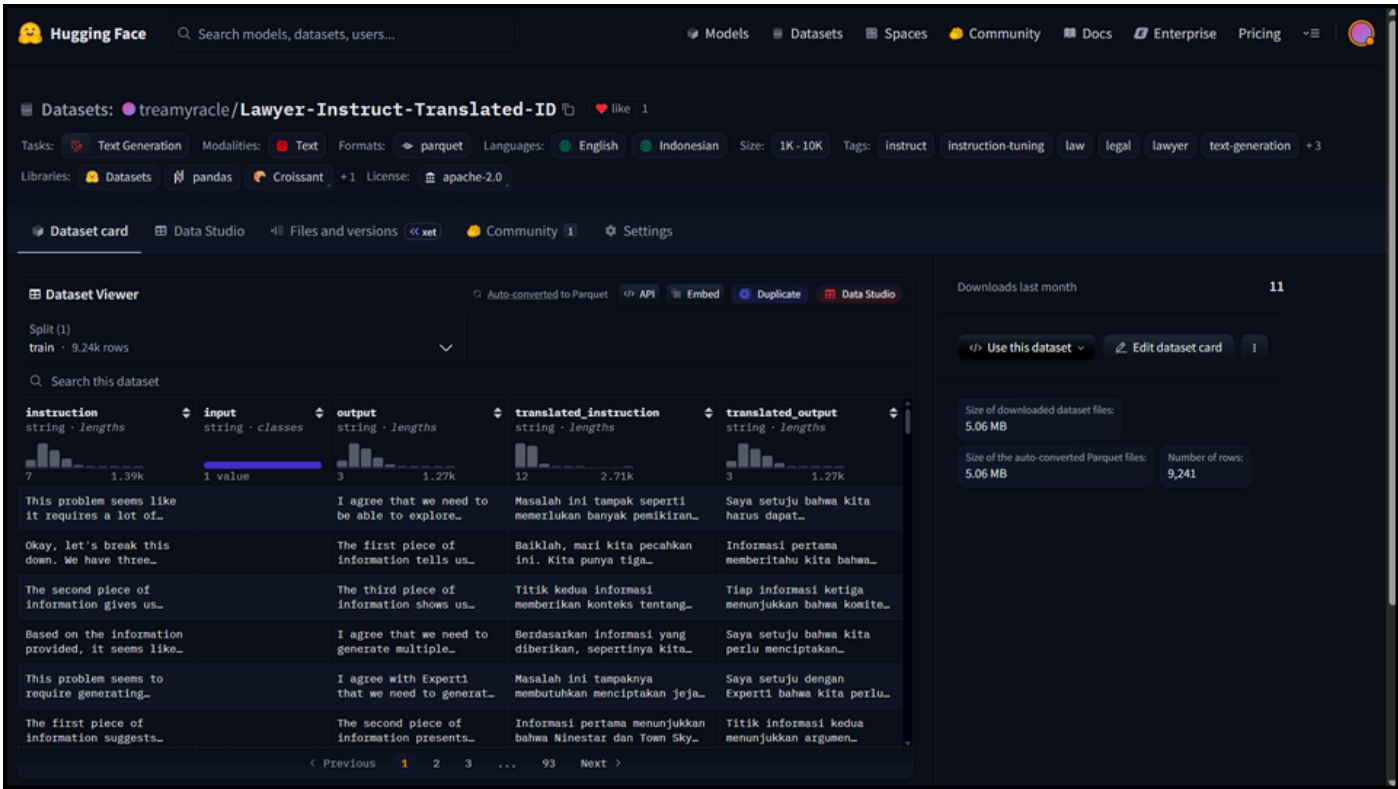 Hugging Face Search models, datasets, users... Models Datasets Spaces Community Docs Enterprise Pricing
Datasets: treamyracle/Lawyer-Instruct-Translated-ID like 1
Tasks: Text Generation Modalities: Text Formats: parquet Languages: English Indonesian Size: 1K - 10K Tags: instruct instruction-tuning law legal lawyer text-generation + 3
Libraries: Datasets pandas Croissant + 1 License: apache-2.0
Dataset card Data Studio Files and versions xet Community 1 Settings
Dataset Viewer Auto-converted to Parquet API Embed Duplicate Data Studio
Split (1)
train · 9.24k rows
Search this dataset
instruction input output translated_instruction translated_output
string · lengths string · classes string · lengths string · lengths string · lengths
7 1.39k 1 value 3 1.27k 12 2.71k 3 1.27k
This problem seems like I agree that we need to Masalah ini tampak seperti Saya setuju bahwa kita
it requires a lot of… be able to explore… memerlukan banyak pemikiran… harus dapat…
Okay, let's break this The first piece of Baiklah, mari kita pecahkan Informasi pertama
down. We have three… information tells us… ini. Kita punya tiga… memberitahu kita bahwa…
The second piece of The third piece of Titik kedua informasi Tiap informasi ketiga
information gives us… information shows us… memberikan konteks tentang… menunjukkan bahwa komite…
Based on the information I agree that we need to Berdasarkan informasi yang Saya setuju bahwa kita
provided, it seems like… generate multiple… diberikan, sepertinya kita… perlu menciptakan…
This problem seems to I agree with Expert1 Masalah ini tampaknya Saya setuju dengan
require generating… that we need to generat… membutuhkan menciptakan jeja… Expert1 bahwa kita perlu…
The first piece of The second piece of Informasi pertama menunjukkan Titik informasi kedua
information suggests… information presents… bahwa Ninestar dan Town Sky… menunjukkan argumen…
< Previous 1 2 3 ... 93 Next >
Downloads last month 11
</> Use this dataset Edit dataset card
Size of downloaded dataset files:
5.06 MB
Size of the auto-converted Parquet files: Number of rows:
5.06 MB 9,241